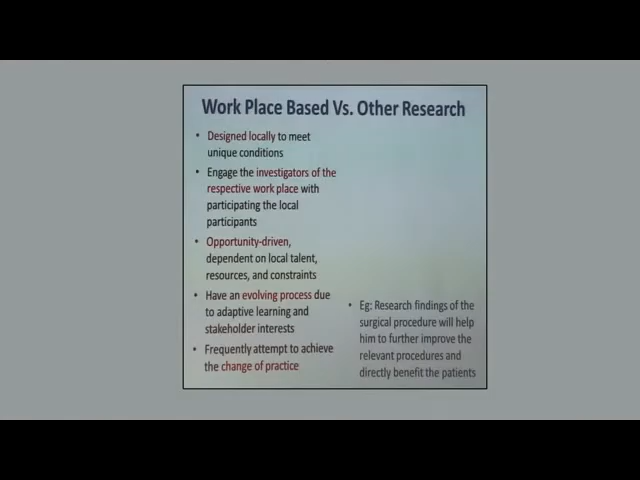 Work Place Based Vs. Other Research
• Designed locally to meet
unique conditions
• Engage the investigators of the
respective work place with
participating the local
participants
• Opportunity-driven,
dependent on local talent,
resources, and constraints
• Have an evolving process due
to adaptive learning and
stakeholder interests
• Frequently attempt to achieve
the change of practice
• Eg: Research findings of the
surgical procedure will help
him to further improve the
relevant procedures and
directly benefit the patients